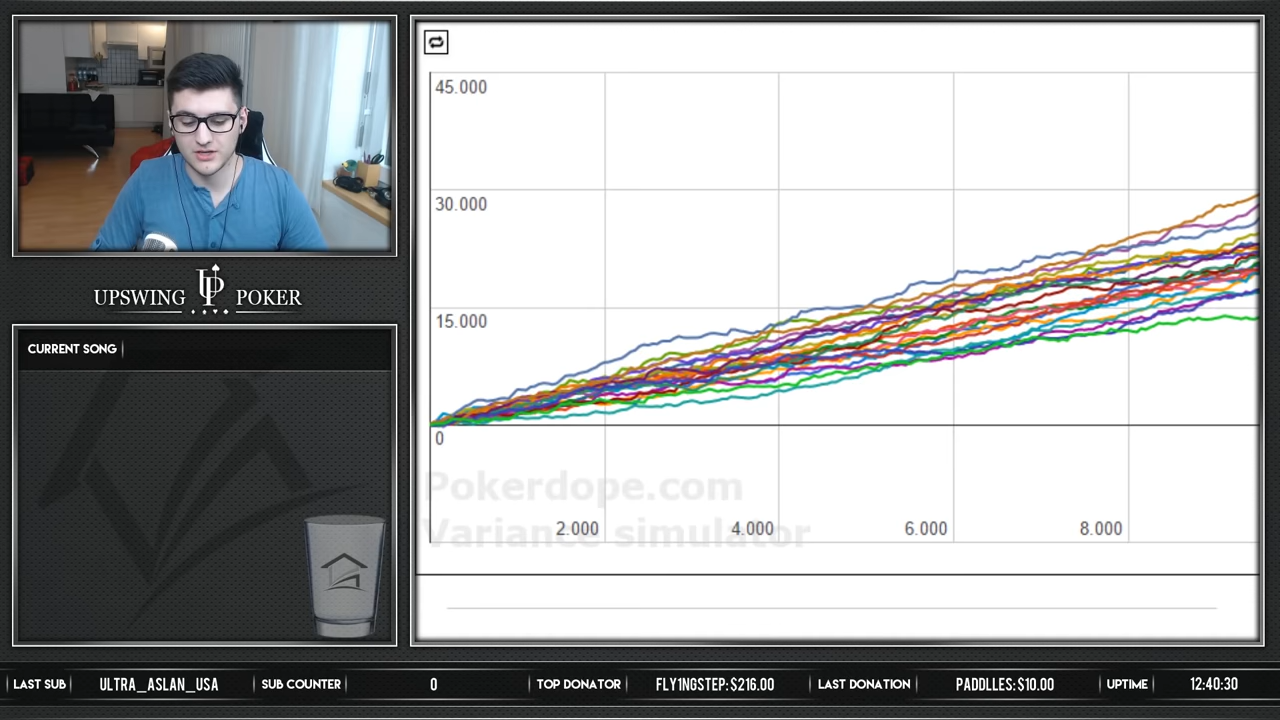 UPSWING UP POKER
CURRENT SONG
45.000
30.000
15.000
0
Pokerdope.com
Variance simulator
2.000 4.000 6.000 8.000
LAST SUB ULTRA_ASLAN_USA SUB COUNTER 0 TOP DONATOR FLY1NGSTEP: $216.00 LAST DONATION PADDLLES: $10.00 UPTIME 12:40:30